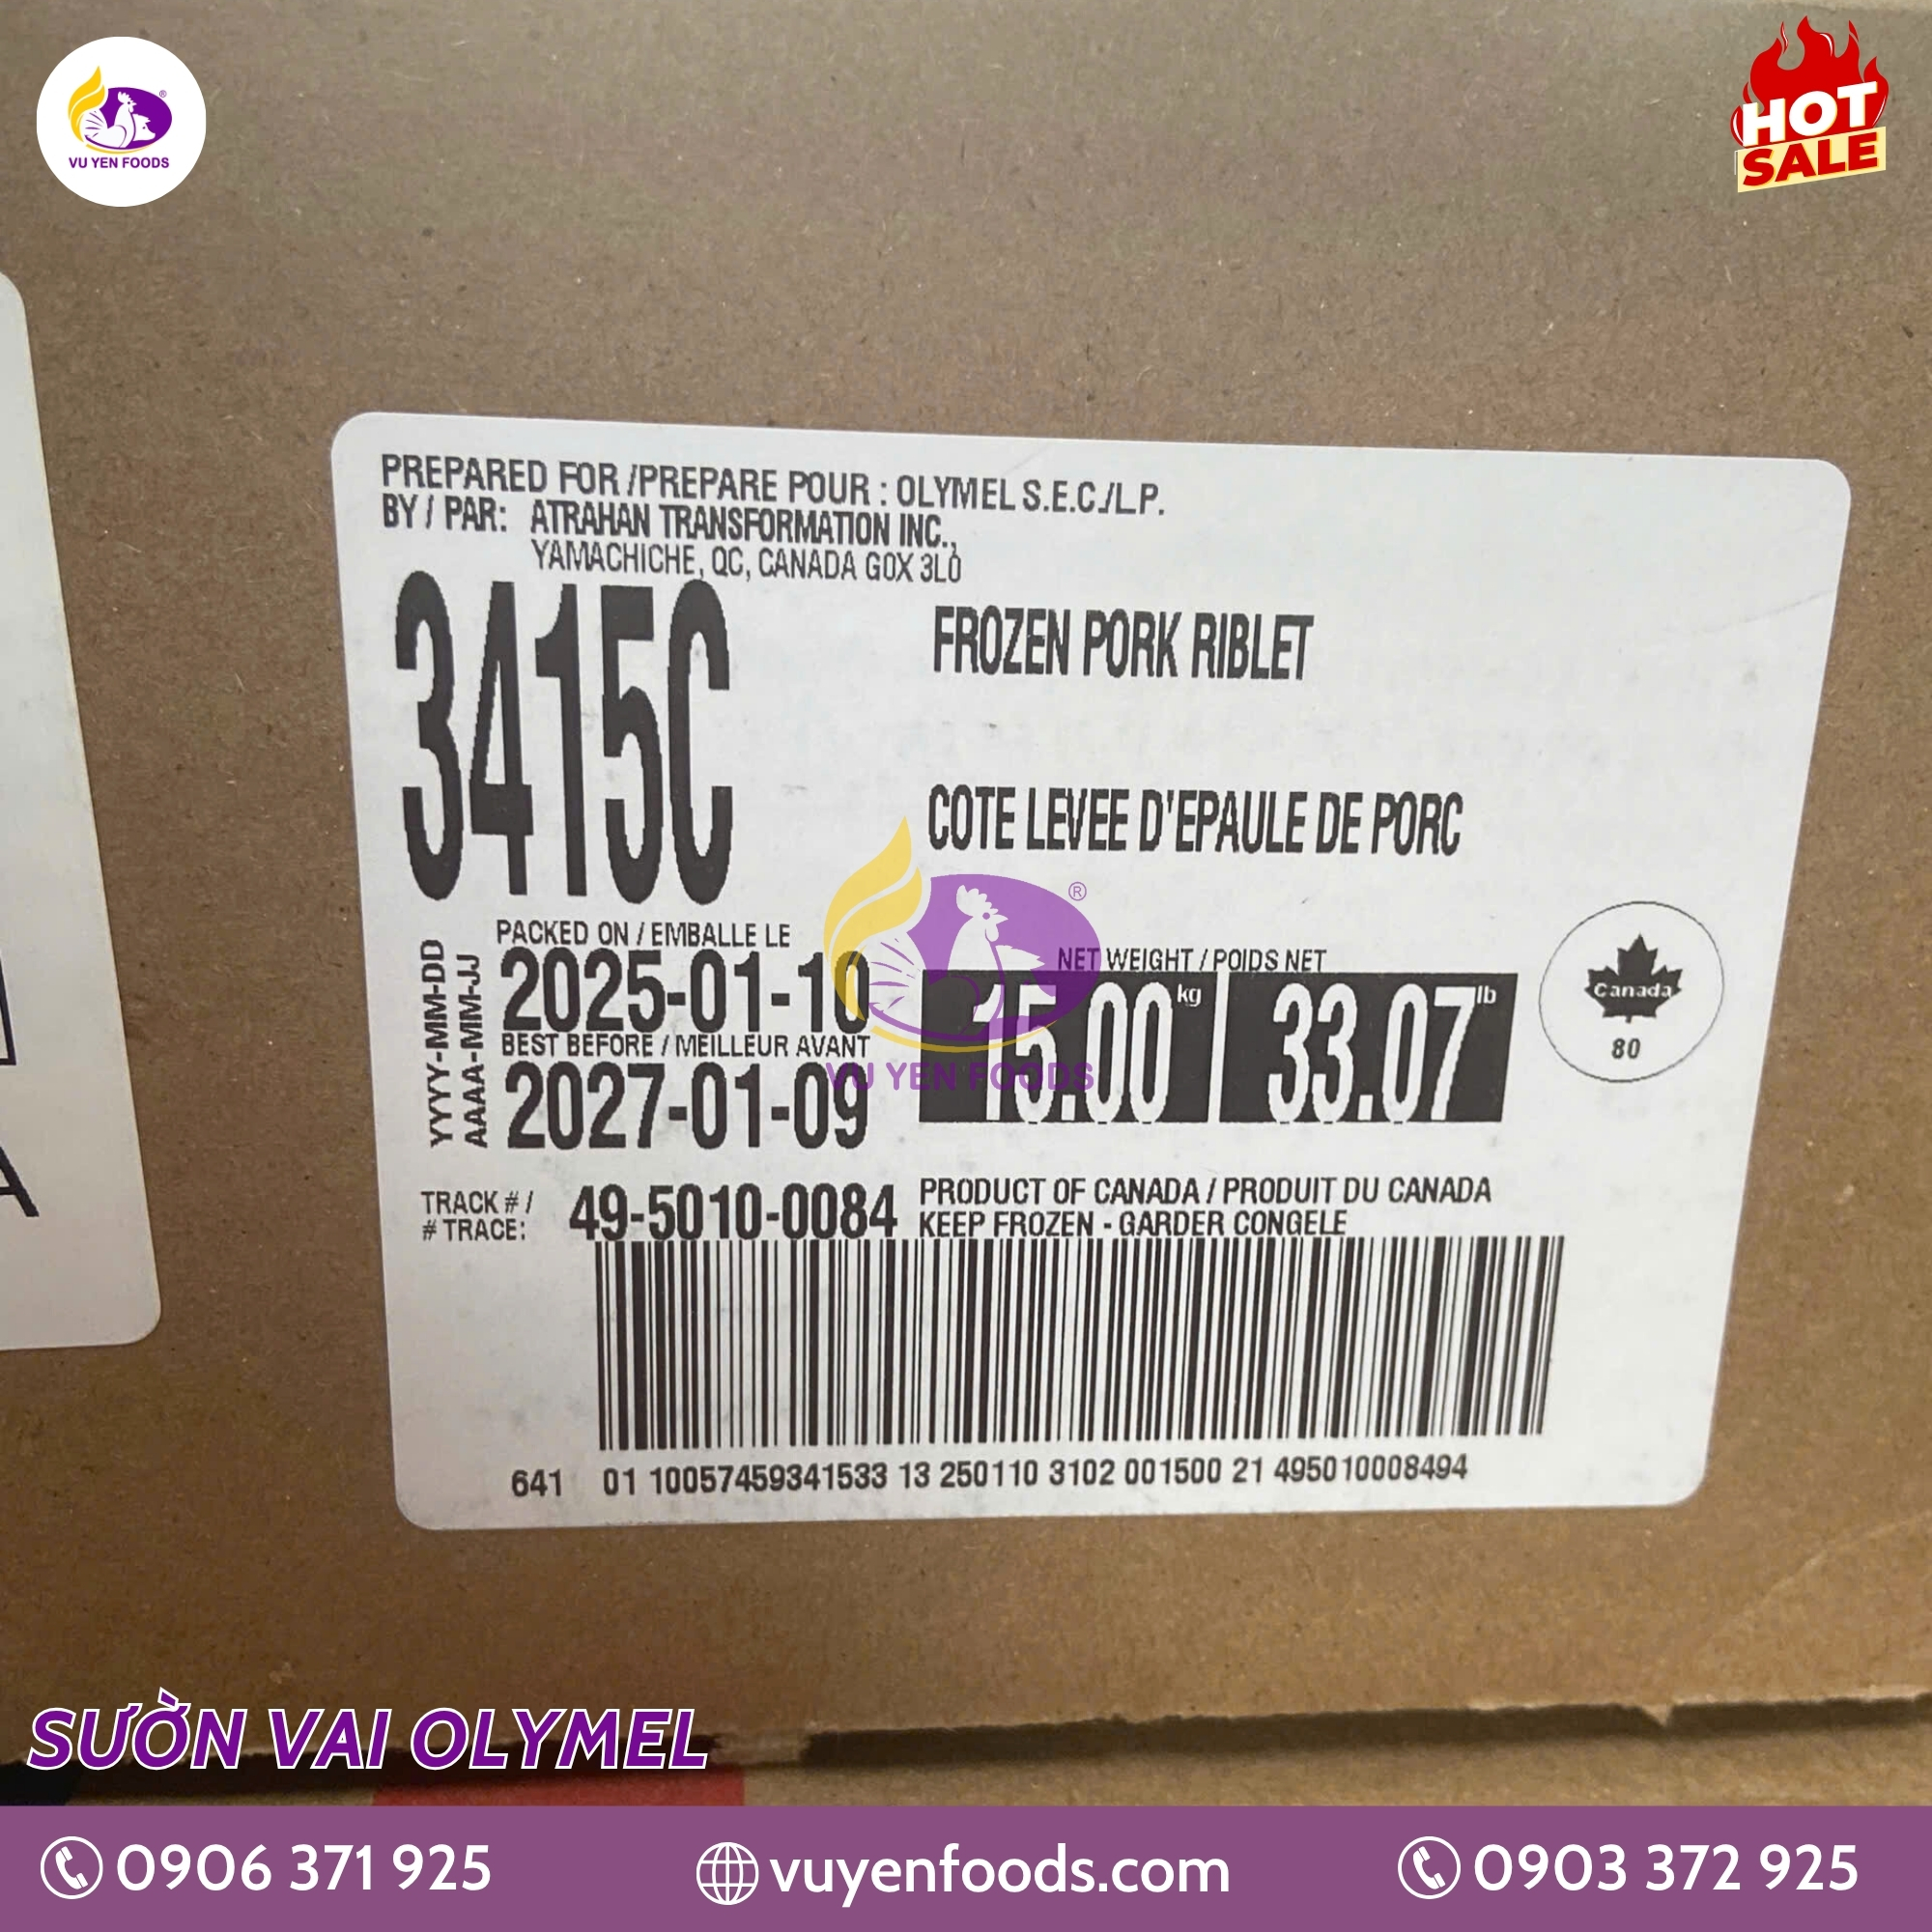 VU YEN FOODS
HOT
SALE
PREPARED FOR /PREPARE POUR : OLYMEL S.E.C./L.P.
BY / PAR: ATRAHAN TRANSFORMATION INC.,
YAMACHICHE, QC, CANADA G0X 3L0
3415C
FROZEN PORK RIBLET
COTE LEVEE D'EPAULE DE PORC
YYYY-MM-DD
AAAA-MM-JJ
PACKED ON / EMBALLE LE
2025-01-10
BEST BEFORE / MEILLEUR AVANT
2027-01-09
NET WEIGHT / POIDS NET
15.00 kg 33.07 lb
Canada
80
®
VU YEN FOODS
TRACK # /
# TRACE: 49-5010-0084
PRODUCT OF CANADA / PRODUIT DU CANADA
KEEP FROZEN - GARDER CONGELE
641 01 10057459341533 13 250110 3102 001500 21 495010008494
A
SƯỜN VAI OLYMEL
0906 371 925
vuyenfoods.com
0903 372 925